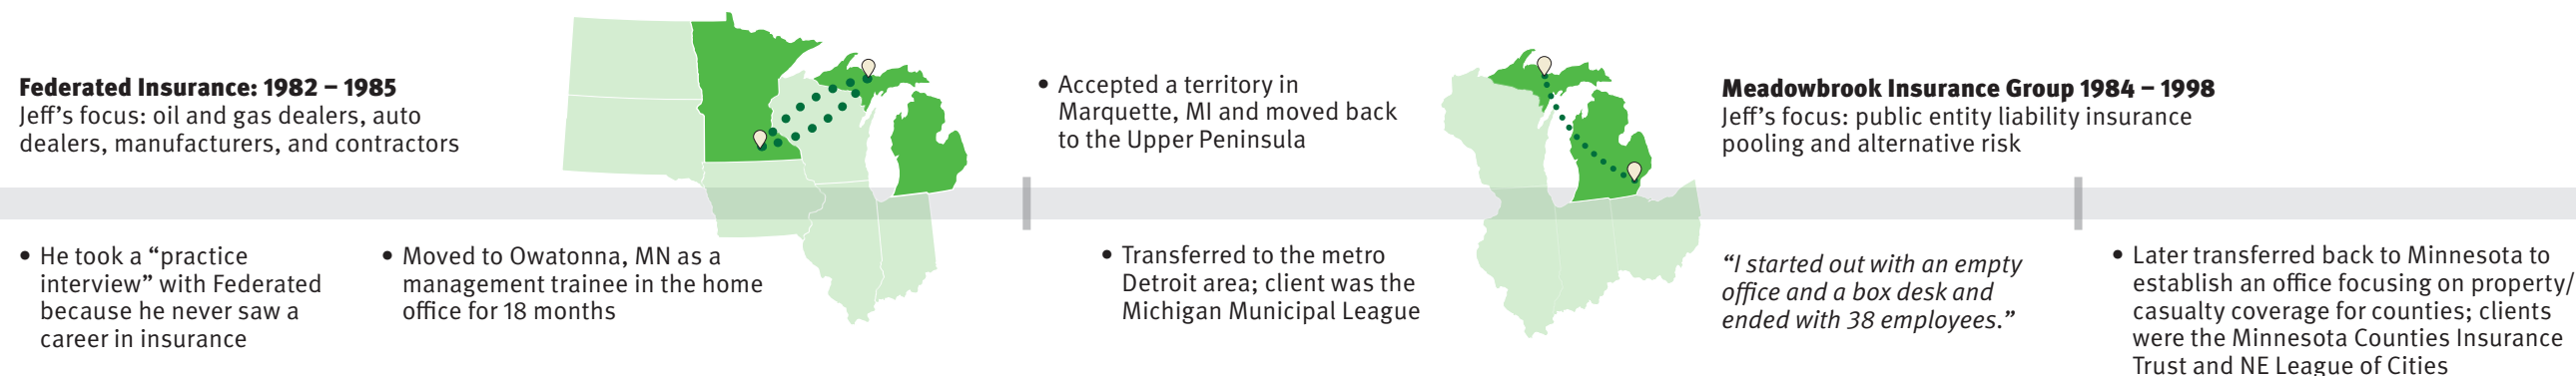 Federated Insurance: 1982 – 1985
Jeff’s focus: oil and gas dealers, auto
dealers, manufacturers, and contractors
• He took a “practice
interview” with Federated
because he never saw a
career in insurance
• Moved to Owatonna, MN as a
management trainee in the home
office for 18 months
• Accepted a territory in
Marquette, MI and moved back
to the Upper Peninsula
• Transferred to the metro
Detroit area; client was the
Michigan Municipal League
Meadowbrook Insurance Group 1984 – 1998
Jeff’s focus: public entity liability insurance
pooling and alternative risk
“I started out with an empty
office and a box desk and
ended with 38 employees.”
• Later transferred back to Minnesota to
establish an office focusing on property/
casualty coverage for counties; clients
were the Minnesota Counties Insurance
Trust and NE League of Cities